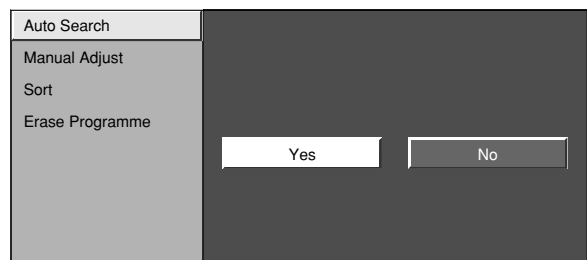 Auto Search
Manual Adjust
Sort
Erase Programme
Yes No